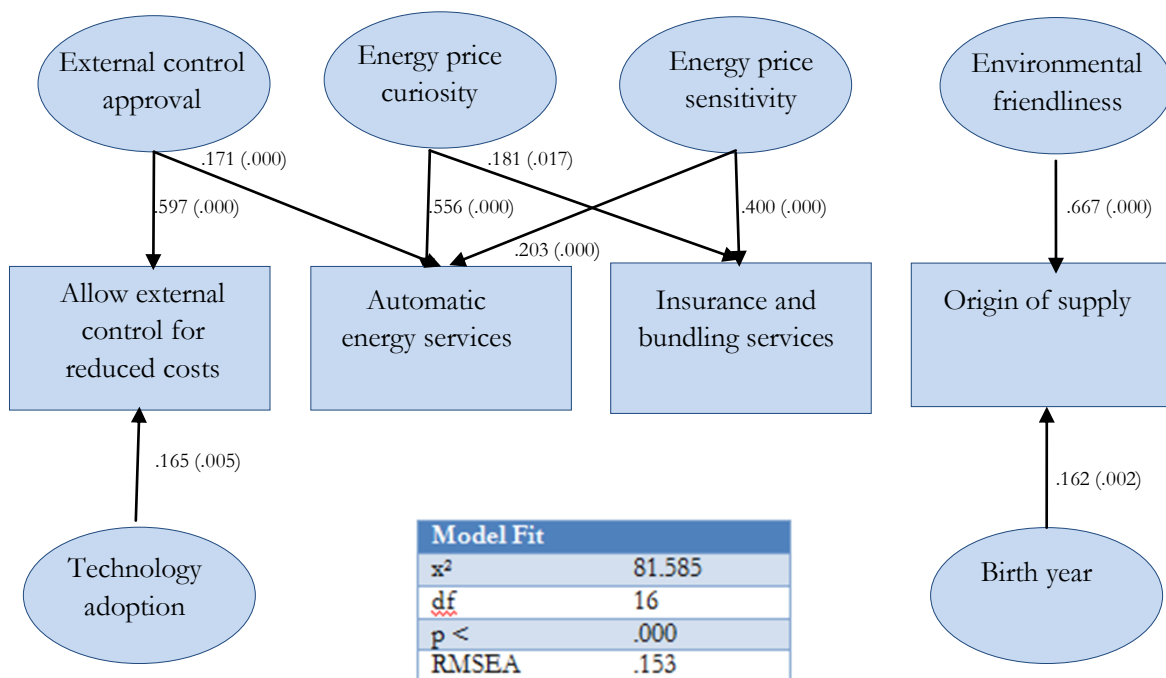 External control
approval
Energy price
curiosity
Energy price
sensitivity
Environmental
friendliness
.171 (.000)
.181 (.017)
.597 (.000)
.556 (.000)
.400 (.000)
.667 (.000)
.203 (.000)
Allow external
control for
reduced costs
Automatic
energy services
Insurance and
bundling services
Origin of supply
.165 (.005)
.162 (.002)
Technology
adoption
Birth year
Model Fit
x² 81.585
df 16
p < .000
RMSEA .153